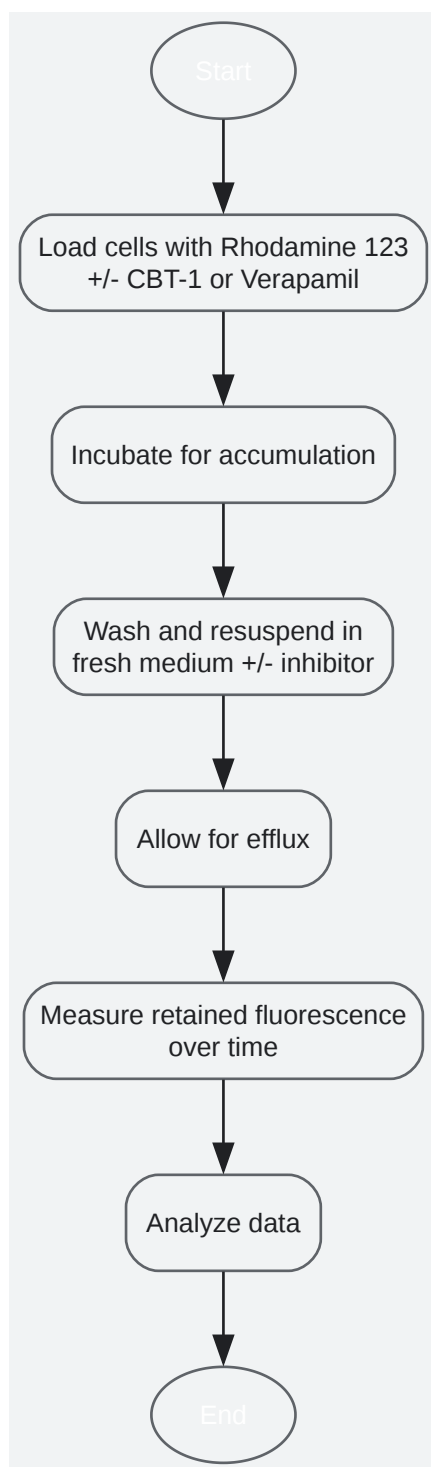 Start
Load cells with Rhodamine 123
+/- CBT-1 or Verapamil
Incubate for accumulation
Wash and resuspend in
fresh medium +/- inhibitor
Allow for efflux
Measure retained fluorescence
over time
Analyze data
End